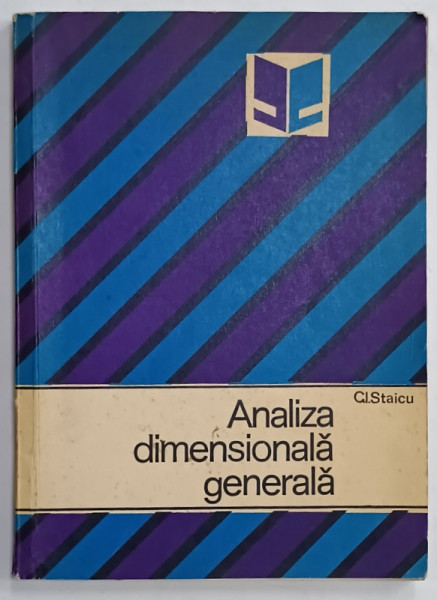 C.I.Staicu
Analiza
dimensională
generală